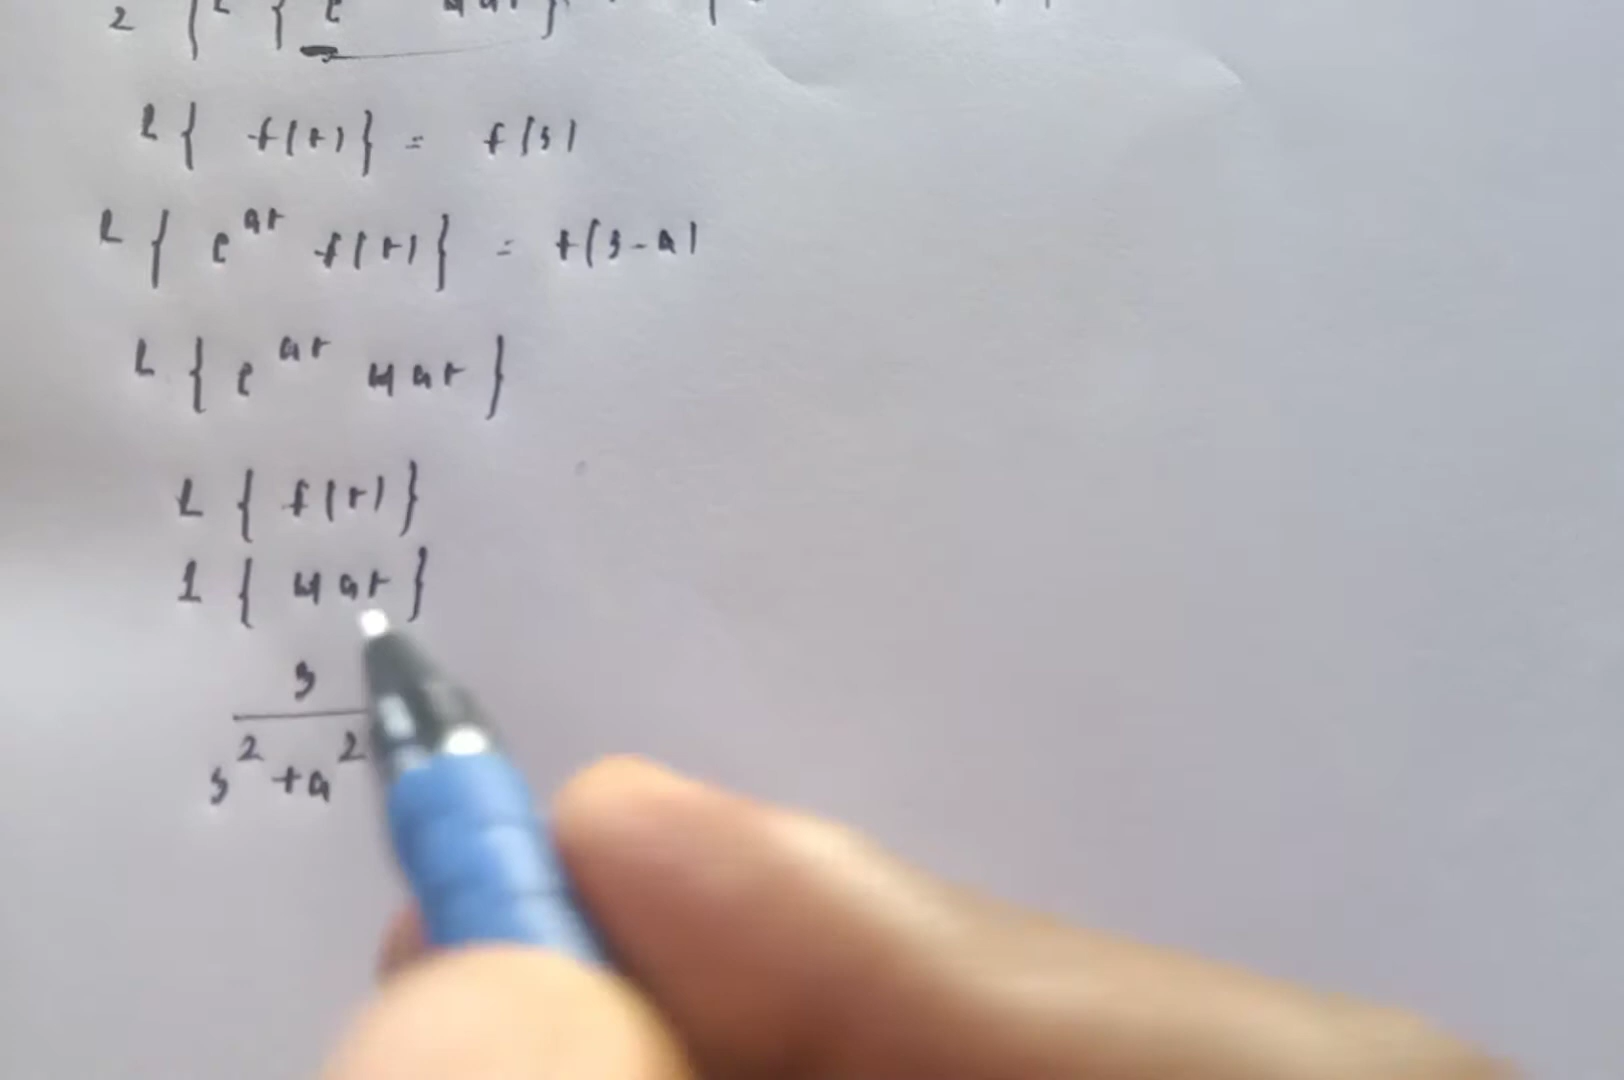 L { f(t) } = f(s)
L { e^{at} f(t) } = f(s-a)
L { e^{at} cos at }
L { f(t) }
L { cos at }
s
s^2 + a^2